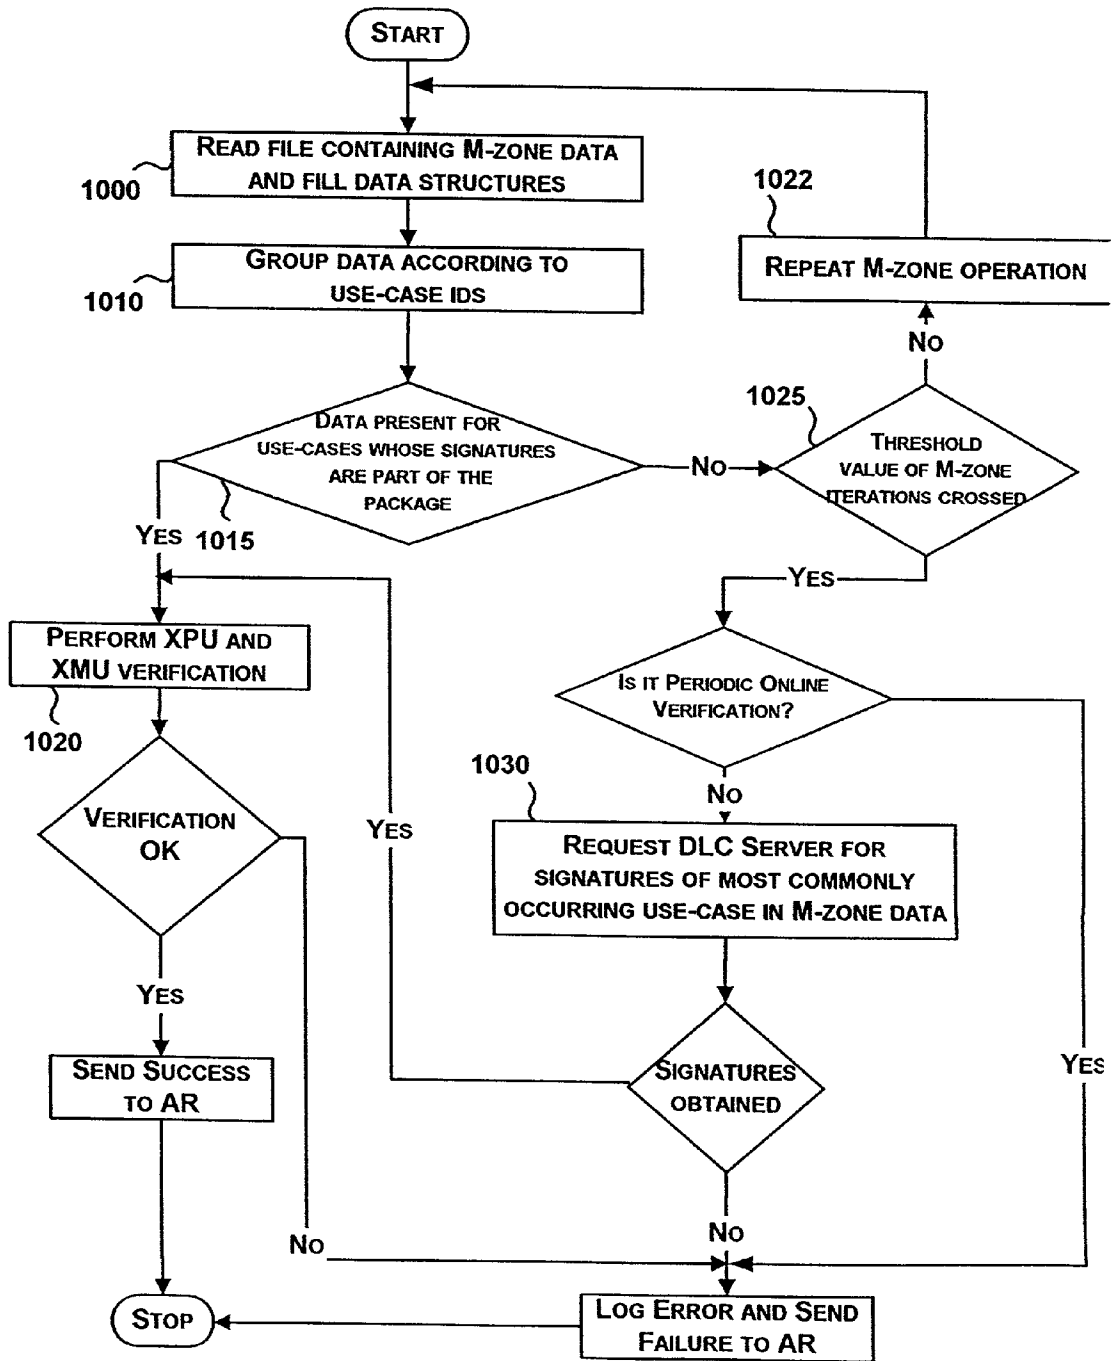 START
READ FILE CONTAINING M-ZONE DATA
AND FILL DATA STRUCTURES
1000
1022
GROUP DATA ACCORDING TO
USE-CASE IDS
1010
REPEAT M-ZONE OPERATION
NO
1025
DATA PRESENT FOR
USE-CASES WHOSE SIGNATURES
ARE PART OF THE
PACKAGE
NO
THRESHOLD
VALUE OF M-ZONE
ITERATIONS CROSSED
YES
1015
YES
PERFORM XPU AND
XMU VERIFICATION
1020
IS IT PERIODIC ONLINE
VERIFICATION?
1030
NO
VERIFICATION
OK
YES
REQUEST DLC SERVER FOR
SIGNATURES OF MOST COMMONLY
OCCURRING USE-CASE IN M-ZONE DATA
YES
SEND SUCCESS
TO AR
SIGNATURES
OBTAINED
YES
NO
NO
STOP
LOG ERROR AND SEND
FAILURE TO AR